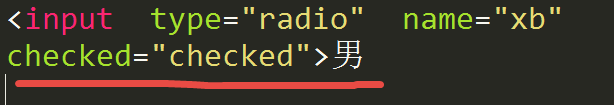 <input  type="radio"  name="xb"
checked="checked">男